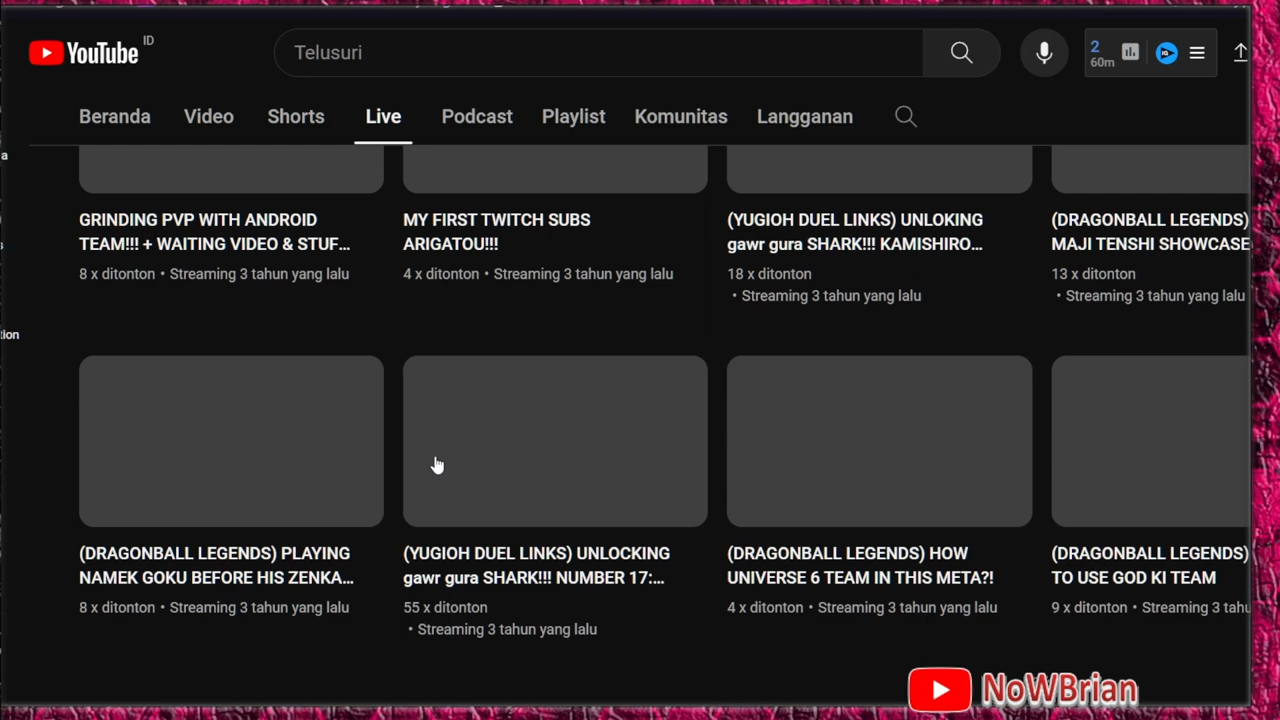 YouTube ID
Telusuri
2
60m
Beranda Video Shorts Live Podcast Playlist Komunitas Langganan
a
GRINDING PVP WITH ANDROID
TEAM!!! + WAITING VIDEO & STUF...
8 x ditonton • Streaming 3 tahun yang lalu
MY FIRST TWITCH SUBS
ARIGATOU!!!
4 x ditonton • Streaming 3 tahun yang lalu
(YUGIOH DUEL LINKS) UNLOKING
gawr gura SHARK!!! KAMISHIRO...
18 x ditonton
• Streaming 3 tahun yang lalu
(DRAGONBALL LEGENDS)
MAJI TENSHI SHOWCASE
13 x ditonton
• Streaming 3 tahun yang lalu
tion
(DRAGONBALL LEGENDS) PLAYING
NAMEK GOKU BEFORE HIS ZENKA...
8 x ditonton • Streaming 3 tahun yang lalu
(YUGIOH DUEL LINKS) UNLOCKING
gawr gura SHARK!!! NUMBER 17:...
55 x ditonton
• Streaming 3 tahun yang lalu
(DRAGONBALL LEGENDS) HOW
UNIVERSE 6 TEAM IN THIS META?!
4 x ditonton • Streaming 3 tahun yang lalu
(DRAGONBALL LEGENDS)
TO USE GOD KI TEAM
9 x ditonton • Streaming 3 tahu
NoWBrian